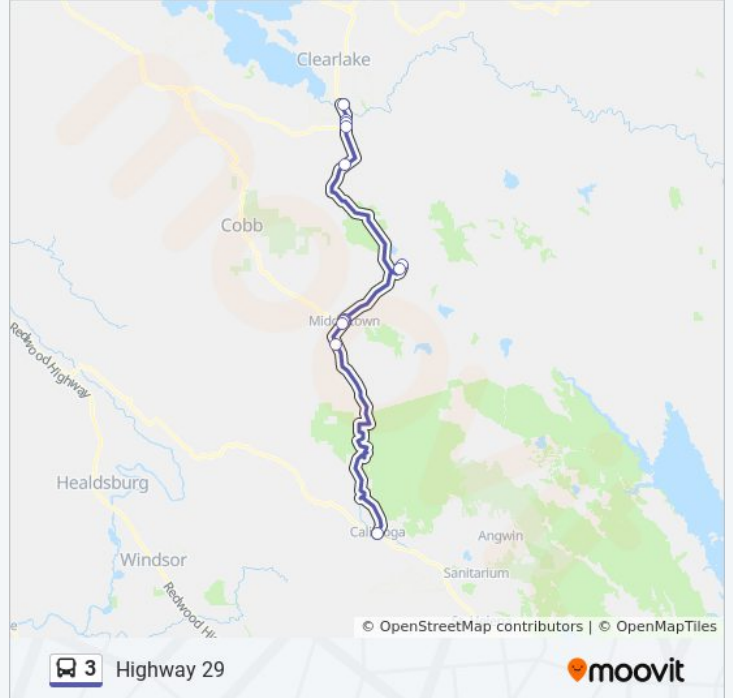 Clearlake
Cobb
Middletown
Redwood Highway
Healdsburg
Calistoga
Angwin
Windsor
Sanitarium
Redwood Hi
e
© OpenStreetMap contributors | © OpenMapTiles
3 Highway 29
moovit